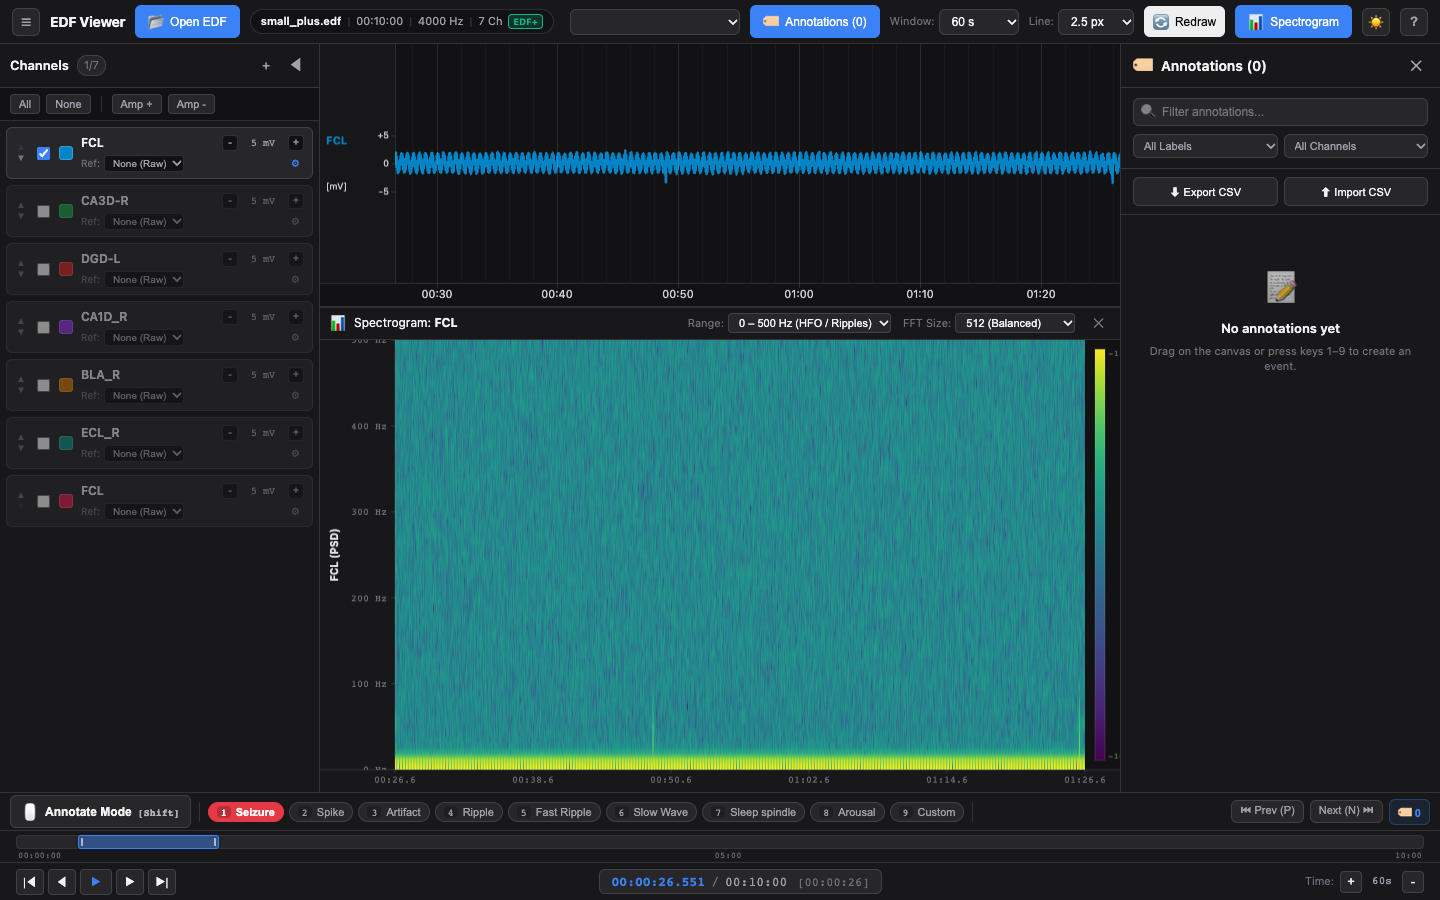 EDF Viewer
Open EDF
small_plus.edf 00:10:00 4000 Hz 7 Ch EDF+
Annotations (0)
Window: 60 s
Line: 2.5 px
Redraw
Spectrogram
?
Channels 1/7
+
All None Amp + Amp -
FCL - 5 mV +
Ref: None (Raw)
CA3D-R - 5 mV +
Ref: None (Raw)
DGD-L - 5 mV +
Ref: None (Raw)
CA1D_R - 5 mV +
Ref: None (Raw)
BLA_R - 5 mV +
Ref: None (Raw)
ECL_R - 5 mV +
Ref: None (Raw)
FCL - 5 mV +
Ref: None (Raw)
+5
FCL
0
[mV]
-5
00:30 00:40 00:50 01:00 01:10 01:20
Spectrogram: FCL
Range: 0 – 500 Hz (HFO / Ripples)
FFT Size: 512 (Balanced)
500 Hz
400 Hz
300 Hz
200 Hz
100 Hz
0 Hz
FCL (PSD)
00:26.6 00:38.6 00:50.6 01:02.6 01:14.6 01:26.6
Annotations (0)
Filter annotations...
All Labels All Channels
Export CSV Import CSV
No annotations yet
Drag on the canvas or press keys 1–9 to create an
event.
Annotate Mode [Shift]
1 Seizure 2 Spike 3 Artifact 4 Ripple 5 Fast Ripple 6 Slow Wave 7 Sleep spindle 8 Arousal 9 Custom
Prev (P) Next (N) 0
00:00:00 05:00 10:00
00:00:26.551 / 00:10:00 [00:00:26]
Time: + 60s -